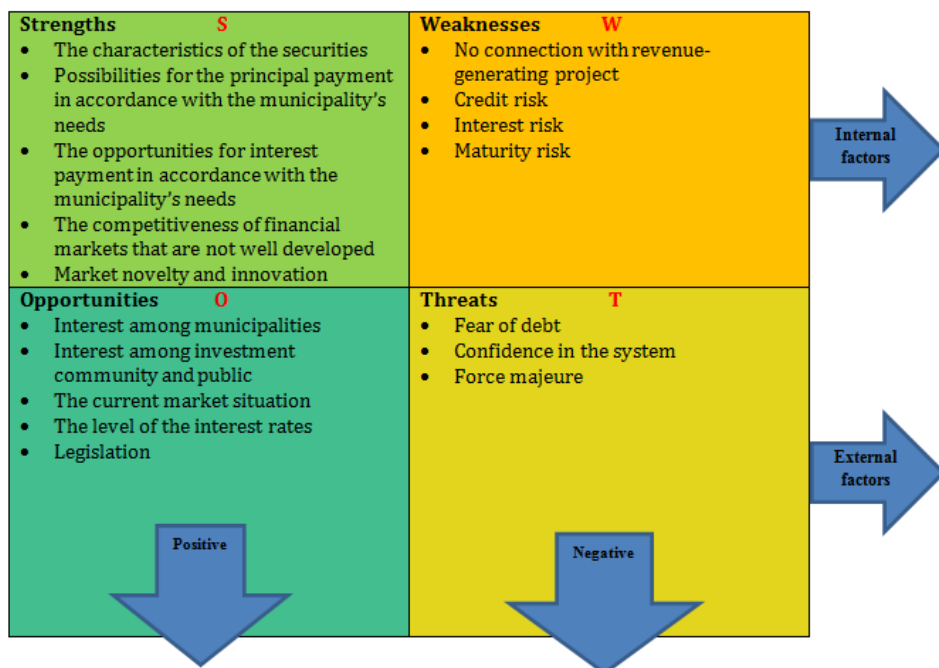 Strengths S
• The characteristics of the securities
• Possibilities for the principal payment
in accordance with the municipality's
needs
• The opportunities for interest
payment in accordance with the
municipality's needs
• The competitiveness of financial
markets that are not well developed
• Market novelty and innovation
Weaknesses W
• No connection with revenue-
generating project
• Credit risk
• Interest risk
• Maturity risk
Internal
factors
Opportunities O
• Interest among municipalities
• Interest among investment
community and public
• The current market situation
• The level of the interest rates
• Legislation
Threats T
• Fear of debt
• Confidence in the system
• Force majeure
External
factors
Positive
Negative